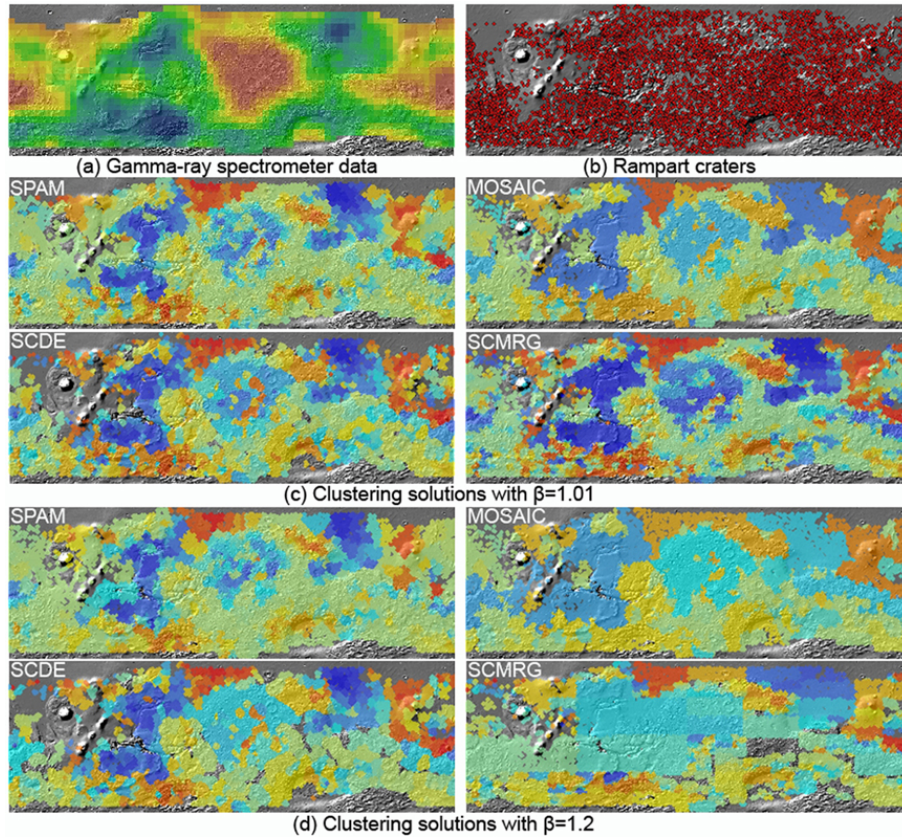 (a) Gamma-ray spectrometer data
(b) Rampart craters
SPAM
MOSAIC
SCDE
SCMRG
(c) Clustering solutions with β=1.01
SPAM
MOSAIC
SCDE
SCMRG
(d) Clustering solutions with β=1.2